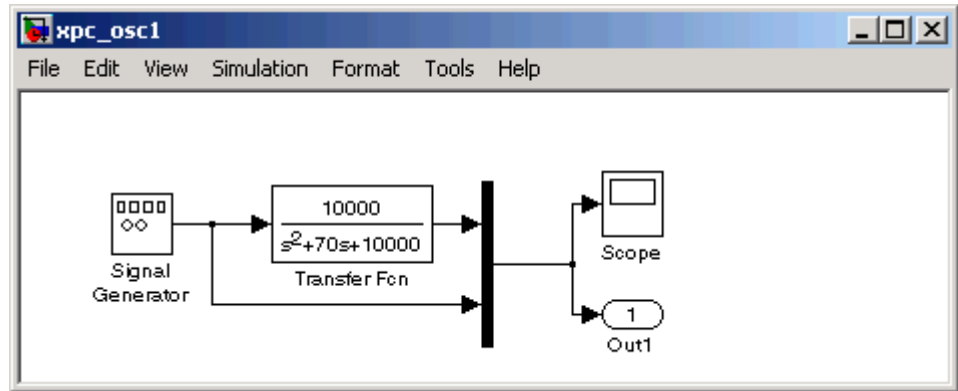 xpc_osc1
File Edit View Simulation Format Tools Help
10000
s²+70s+10000
Transfer Fcn
Signal
Generator
Scope
1
Out1